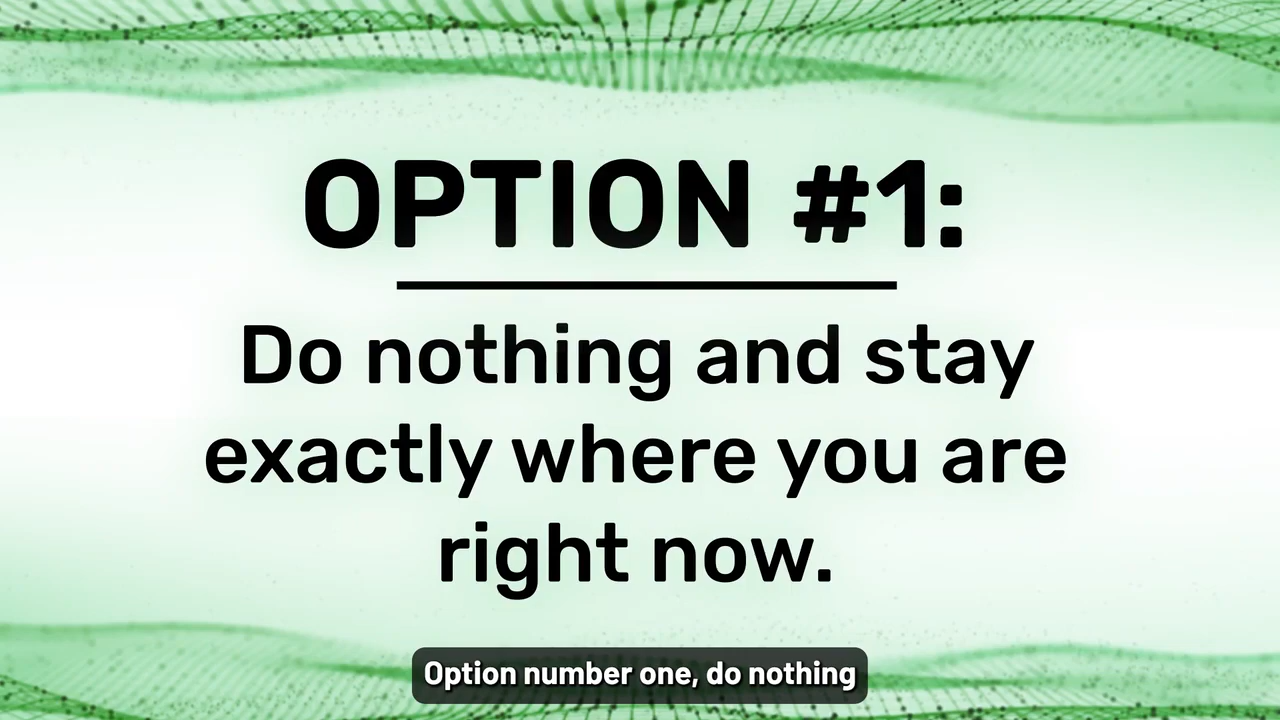 OPTION #1:
Do nothing and stay
exactly where you are
right now.
Option number one, do nothing